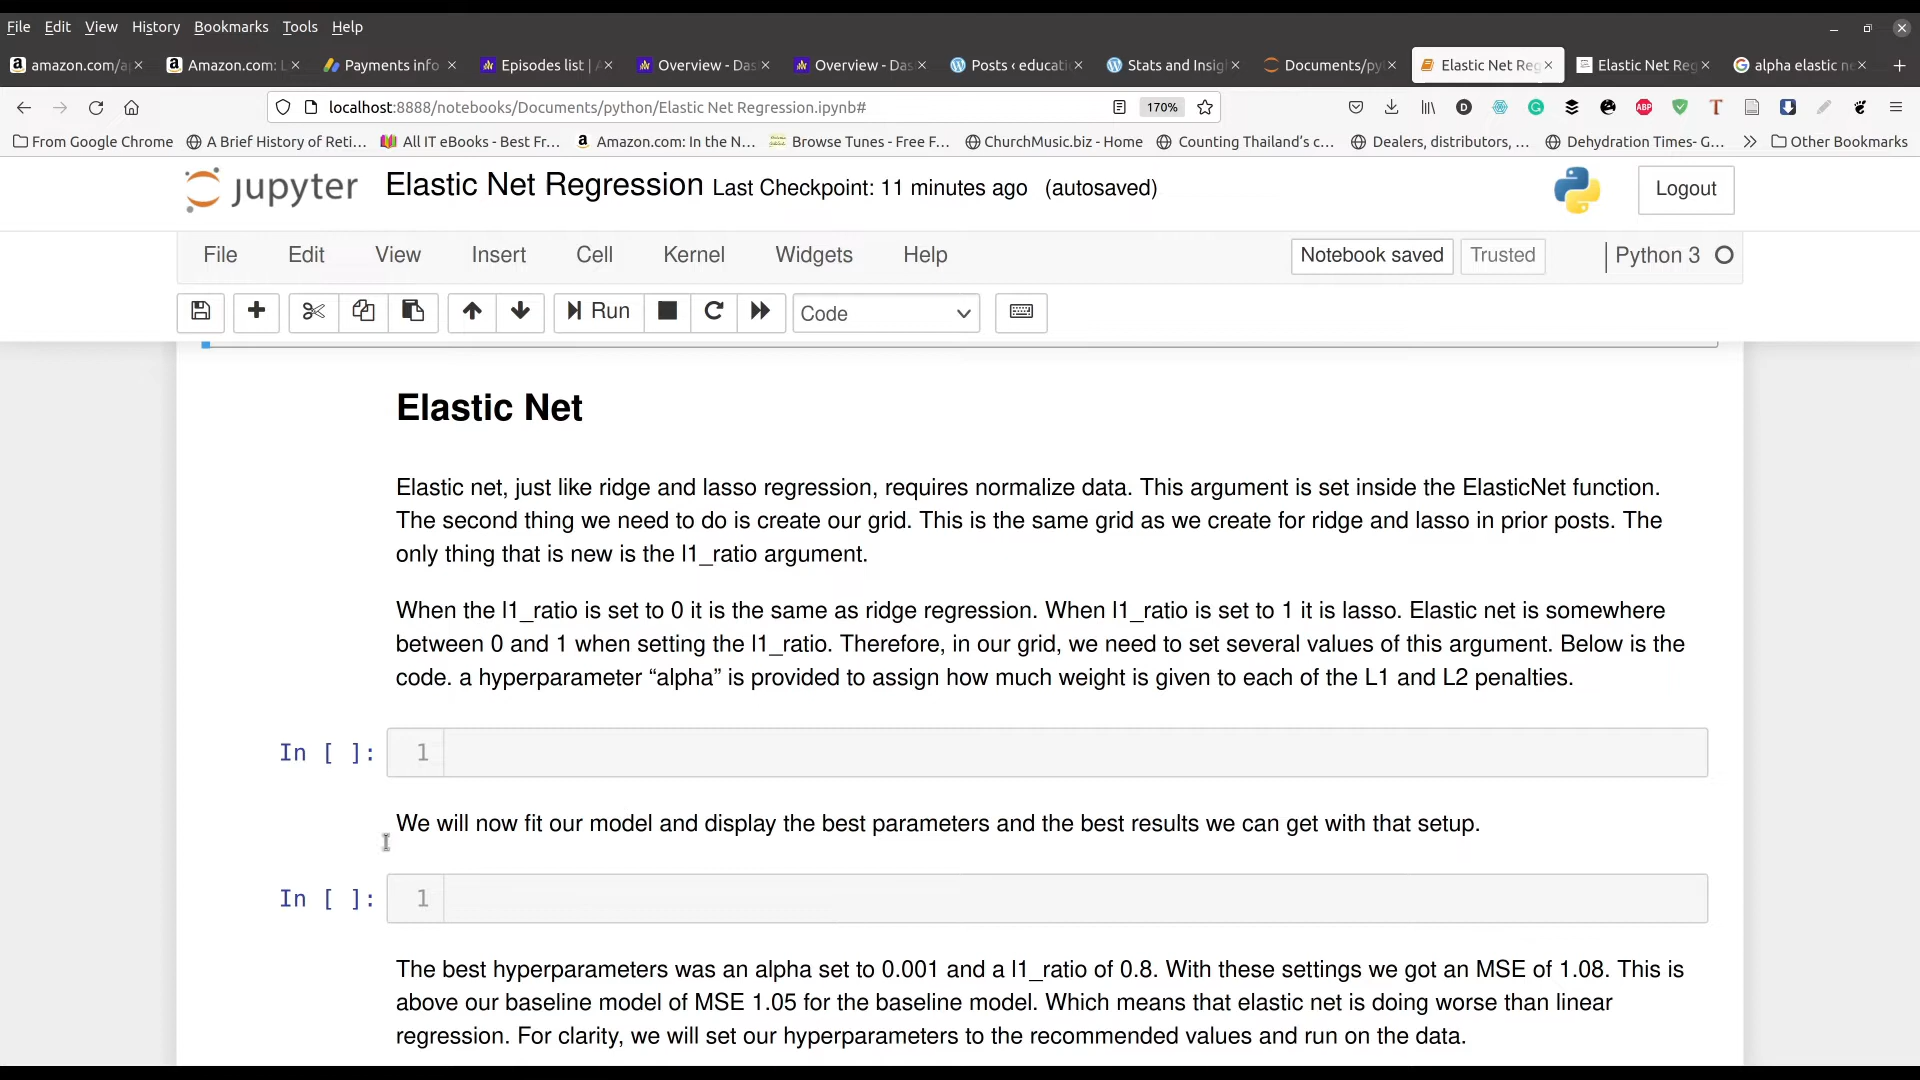 File Edit View History Bookmarks Tools Help
amazon.com/a Amazon.com: L Payments info Episodes list | A Overview - Das Overview - Das Posts ‹ educati Stats and Insig Documents/py Elastic Net Reg Elastic Net Reg alpha elastic ne
localhost:8888/notebooks/Documents/python/Elastic Net Regression.ipynb# 170%
From Google Chrome A Brief History of Reti... All IT eBooks - Best Fr... Amazon.com: In the N... Browse Tunes - Free F... ChurchMusic.biz - Home Counting Thailand's c... Dealers, distributors, ... Dehydration Times- G... Other Bookmarks
jupyter Elastic Net Regression Last Checkpoint: 11 minutes ago (autosaved) Logout
File Edit View Insert Cell Kernel Widgets Help Notebook saved Trusted Python 3
Run Code
Elastic Net
Elastic net, just like ridge and lasso regression, requires normalize data. This argument is set inside the ElasticNet function.
The second thing we need to do is create our grid. This is the same grid as we create for ridge and lasso in prior posts. The
only thing that is new is the l1_ratio argument.
When the l1_ratio is set to 0 it is the same as ridge regression. When l1_ratio is set to 1 it is lasso. Elastic net is somewhere
between 0 and 1 when setting the l1_ratio. Therefore, in our grid, we need to set several values of this argument. Below is the
code. a hyperparameter “alpha” is provided to assign how much weight is given to each of the L1 and L2 penalties.
In [ ]: 1
We will now fit our model and display the best parameters and the best results we can get with that setup.
In [ ]: 1
The best hyperparameters was an alpha set to 0.001 and a l1_ratio of 0.8. With these settings we got an MSE of 1.08. This is
above our baseline model of MSE 1.05 for the baseline model. Which means that elastic net is doing worse than linear
regression. For clarity, we will set our hyperparameters to the recommended values and run on the data.